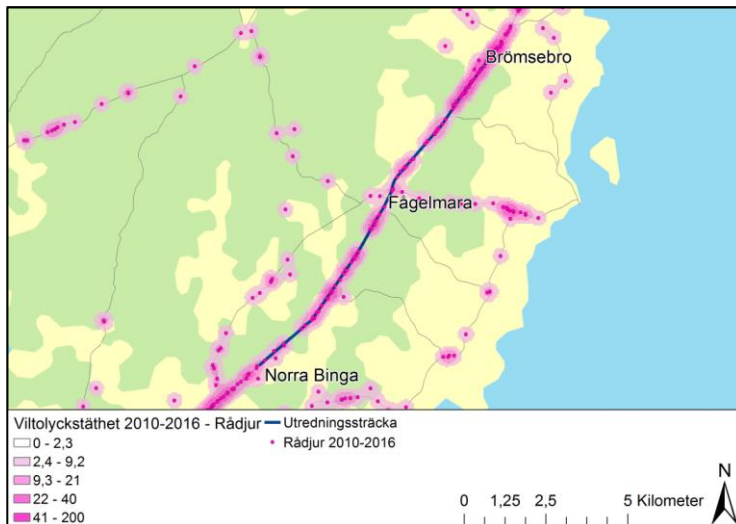 Brömsebro
Fågelmara
Norra Binga
Viltolyckstäthet 2010-2016 - Rådjur
0 - 2,3
2,4 - 9,2
9,3 - 21
22 - 40
41 - 200
Utredningssträcka
Rådjur 2010-2016
0 1,25 2,5 5 Kilometer
N